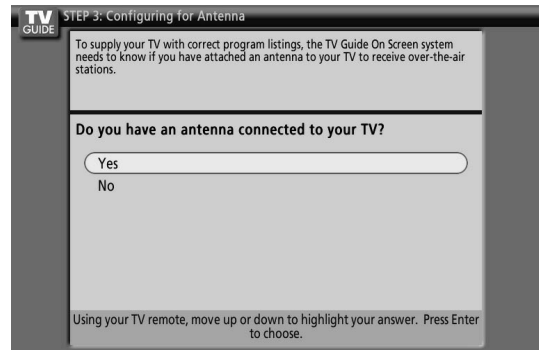 TV
GUIDE
STEP 3: Configuring for Antenna
To supply your TV with correct program listings, the TV Guide On Screen system
needs to know if you have attached an antenna to your TV to receive over-the-air
stations.
Do you have an antenna connected to your TV?
Yes
No
Using your TV remote, move up or down to highlight your answer. Press Enter
to choose.